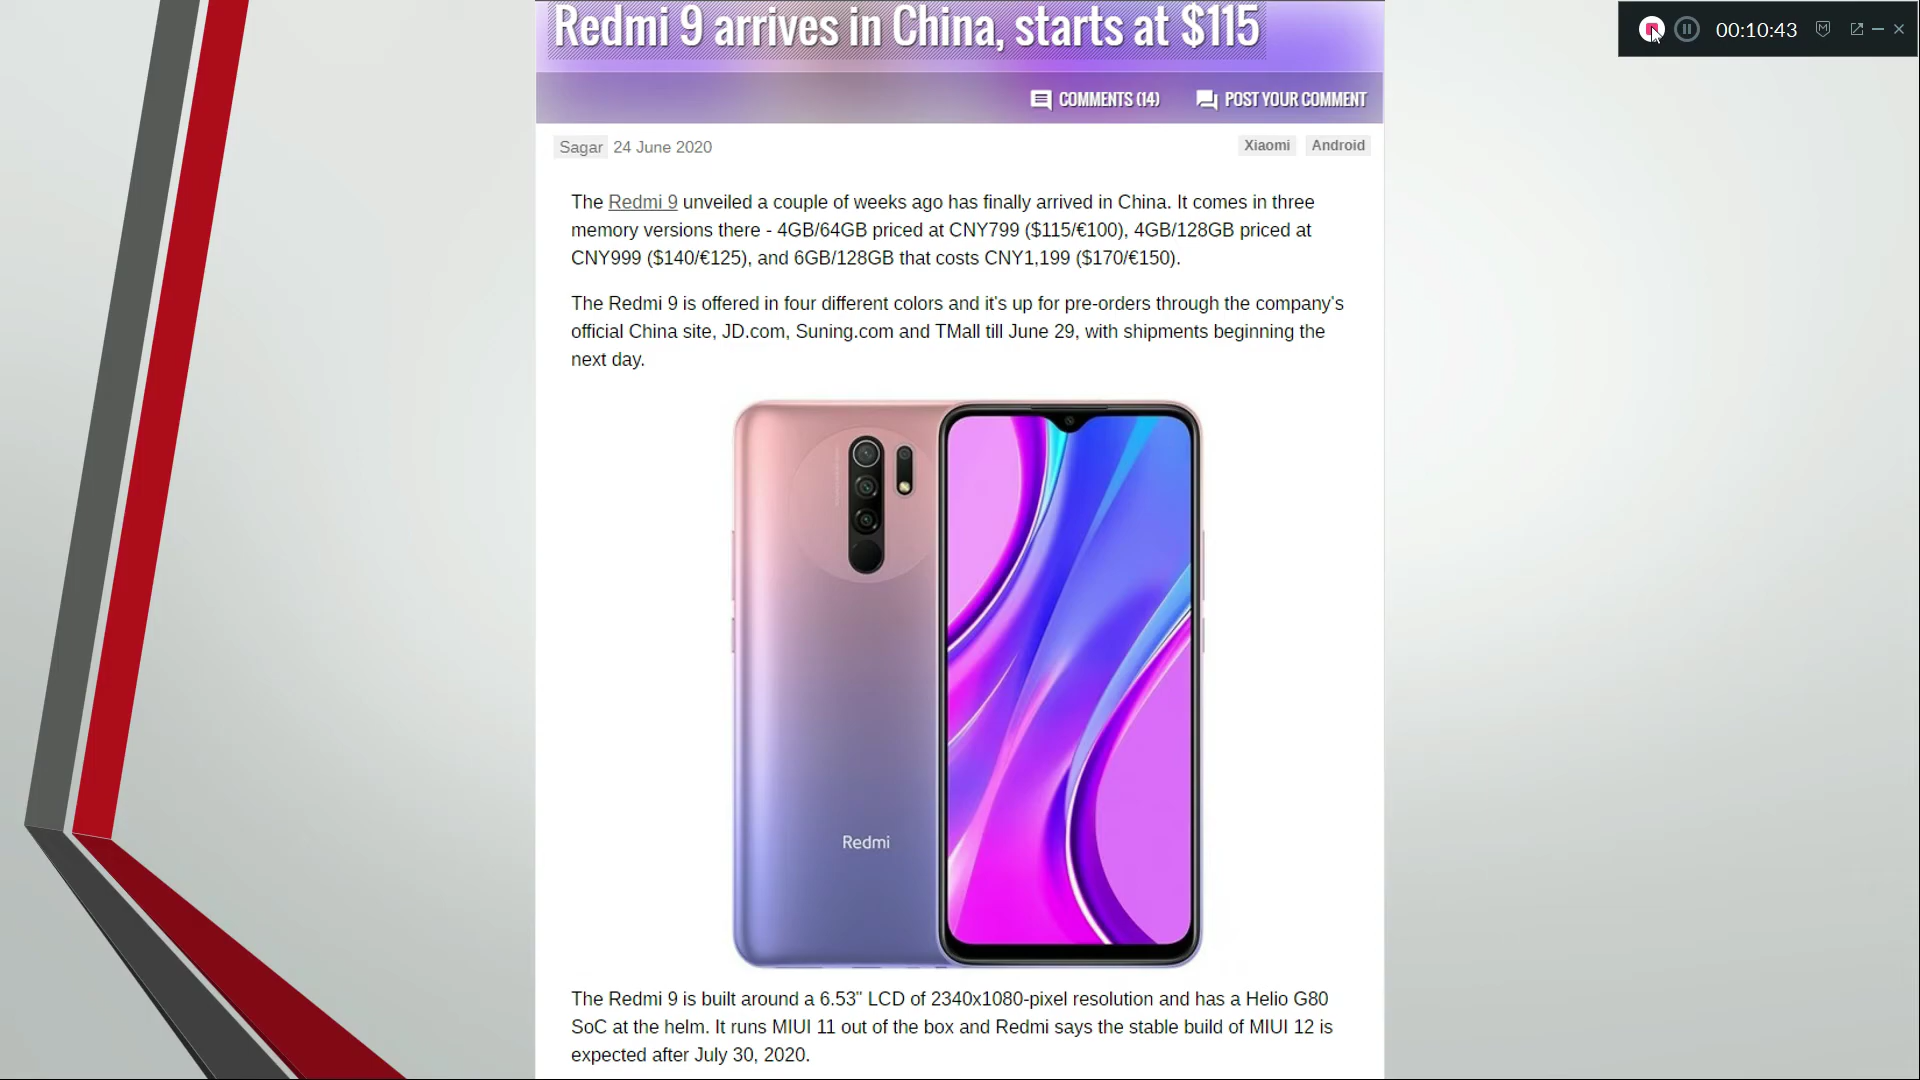 Redmi 9 arrives in China, starts at $115
00:10:43
COMMENTS (14)
POST YOUR COMMENT
Sagar 24 June 2020
Xiaomi Android
The Redmi 9 unveiled a couple of weeks ago has finally arrived in China. It comes in three
memory versions there - 4GB/64GB priced at CNY799 ($115/€100), 4GB/128GB priced at
CNY999 ($140/€125), and 6GB/128GB that costs CNY1,199 ($170/€150).
The Redmi 9 is offered in four different colors and it's up for pre-orders through the company's
official China site, JD.com, Suning.com and TMall till June 29, with shipments beginning the
next day.
Redmi
The Redmi 9 is built around a 6.53" LCD of 2340x1080-pixel resolution and has a Helio G80
SoC at the helm. It runs MIUI 11 out of the box and Redmi says the stable build of MIUI 12 is
expected after July 30, 2020.